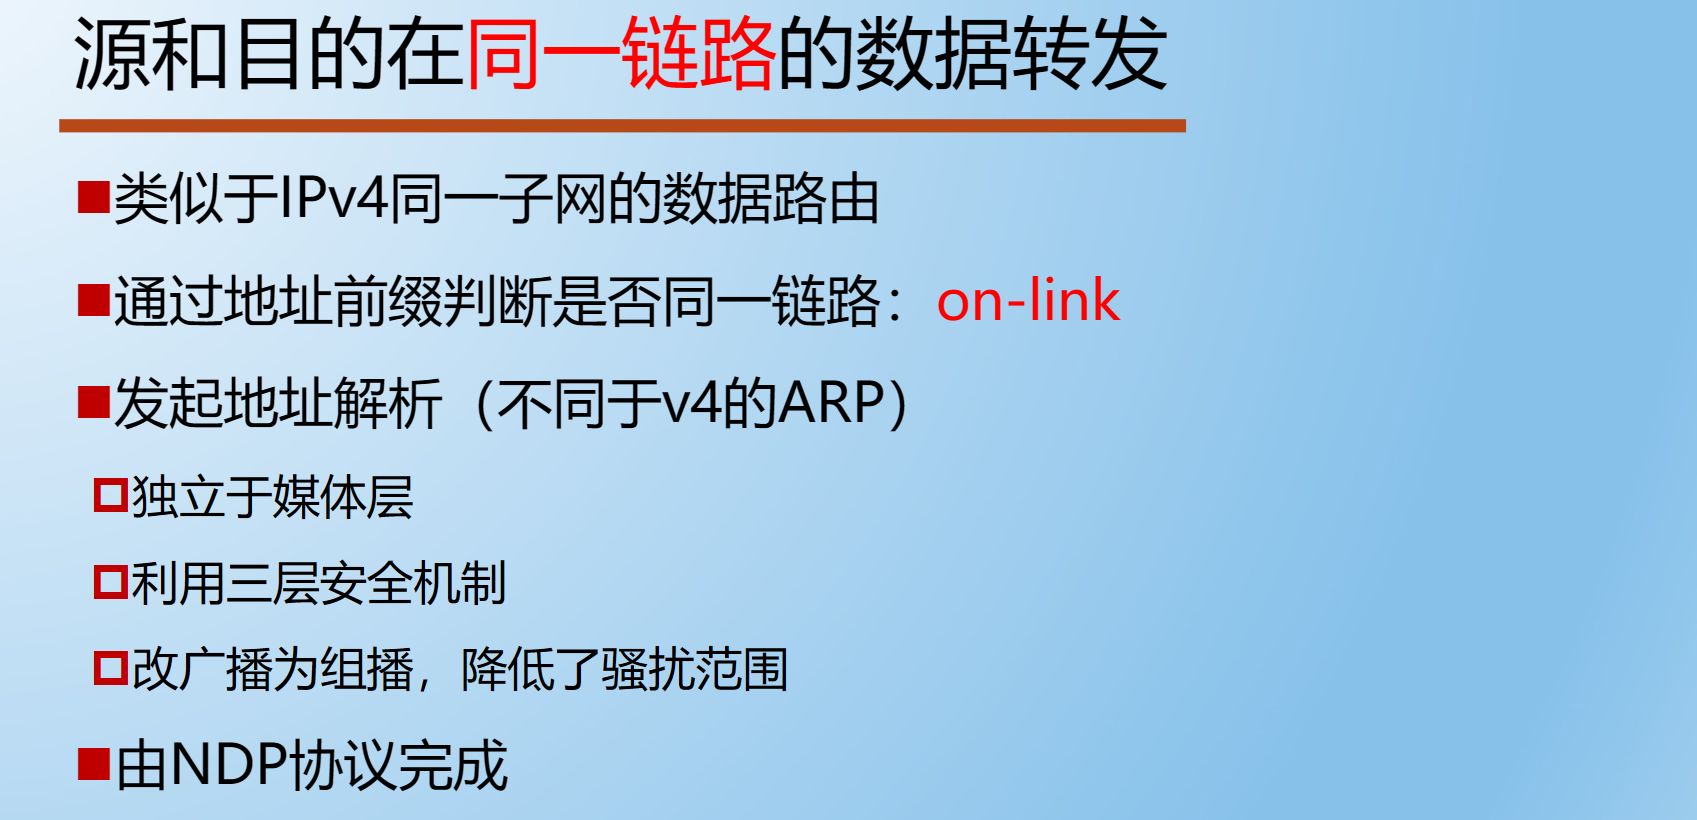 源和目的在同一链路的数据转发
类似于IPv4同一子网的数据路由
通过地址前缀判断是否同一链路：on-link
发起地址解析（不同于v4的ARP）
独立于媒体层
利用三层安全机制
改广播为组播，降低了骚扰范围
由NDP协议完成